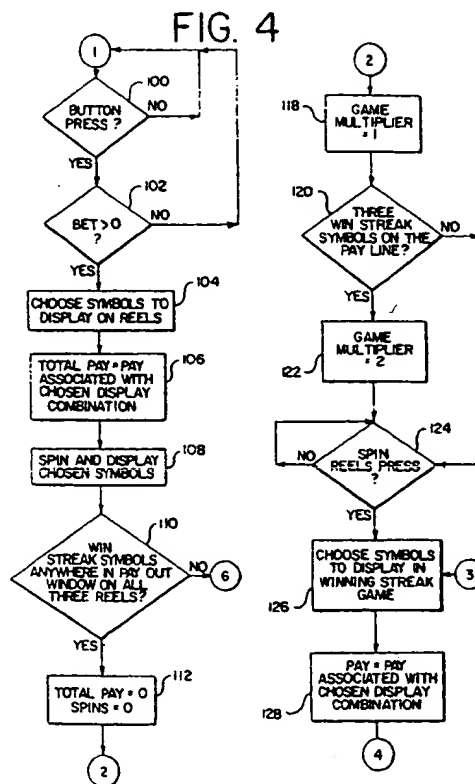 FIG. 4
1
100
BUTTON
PRESS ?
NO
YES
102
BET > 0
?
NO
YES
104
CHOOSE SYMBOLS TO
DISPLAY ON REELS
106
TOTAL PAY = PAY
ASSOCIATED WITH
CHOSEN DISPLAY
COMBINATION
108
SPIN AND DISPLAY
CHOSEN SYMBOLS
110
WIN
STREAK SYMBOLS
ANYWHERE IN PAY OUT
WINDOW ON ALL
THREE REELS?
NO
6
YES
112
TOTAL PAY = 0
SPINS = 0
2
2
118
GAME
MULTIPLIER
= 1
120
THREE
WIN STREAK
SYMBOLS ON THE
PAY LINE?
NO
YES
GAME
MULTIPLIER
= 2
122
124
NO
SPIN
REELS PRESS
?
YES
CHOOSE SYMBOLS
TO DISPLAY IN
WINNING STREAK
GAME
3
126
PAY = PAY
ASSOCIATED WITH
CHOSEN DISPLAY
COMBINATION
128
4